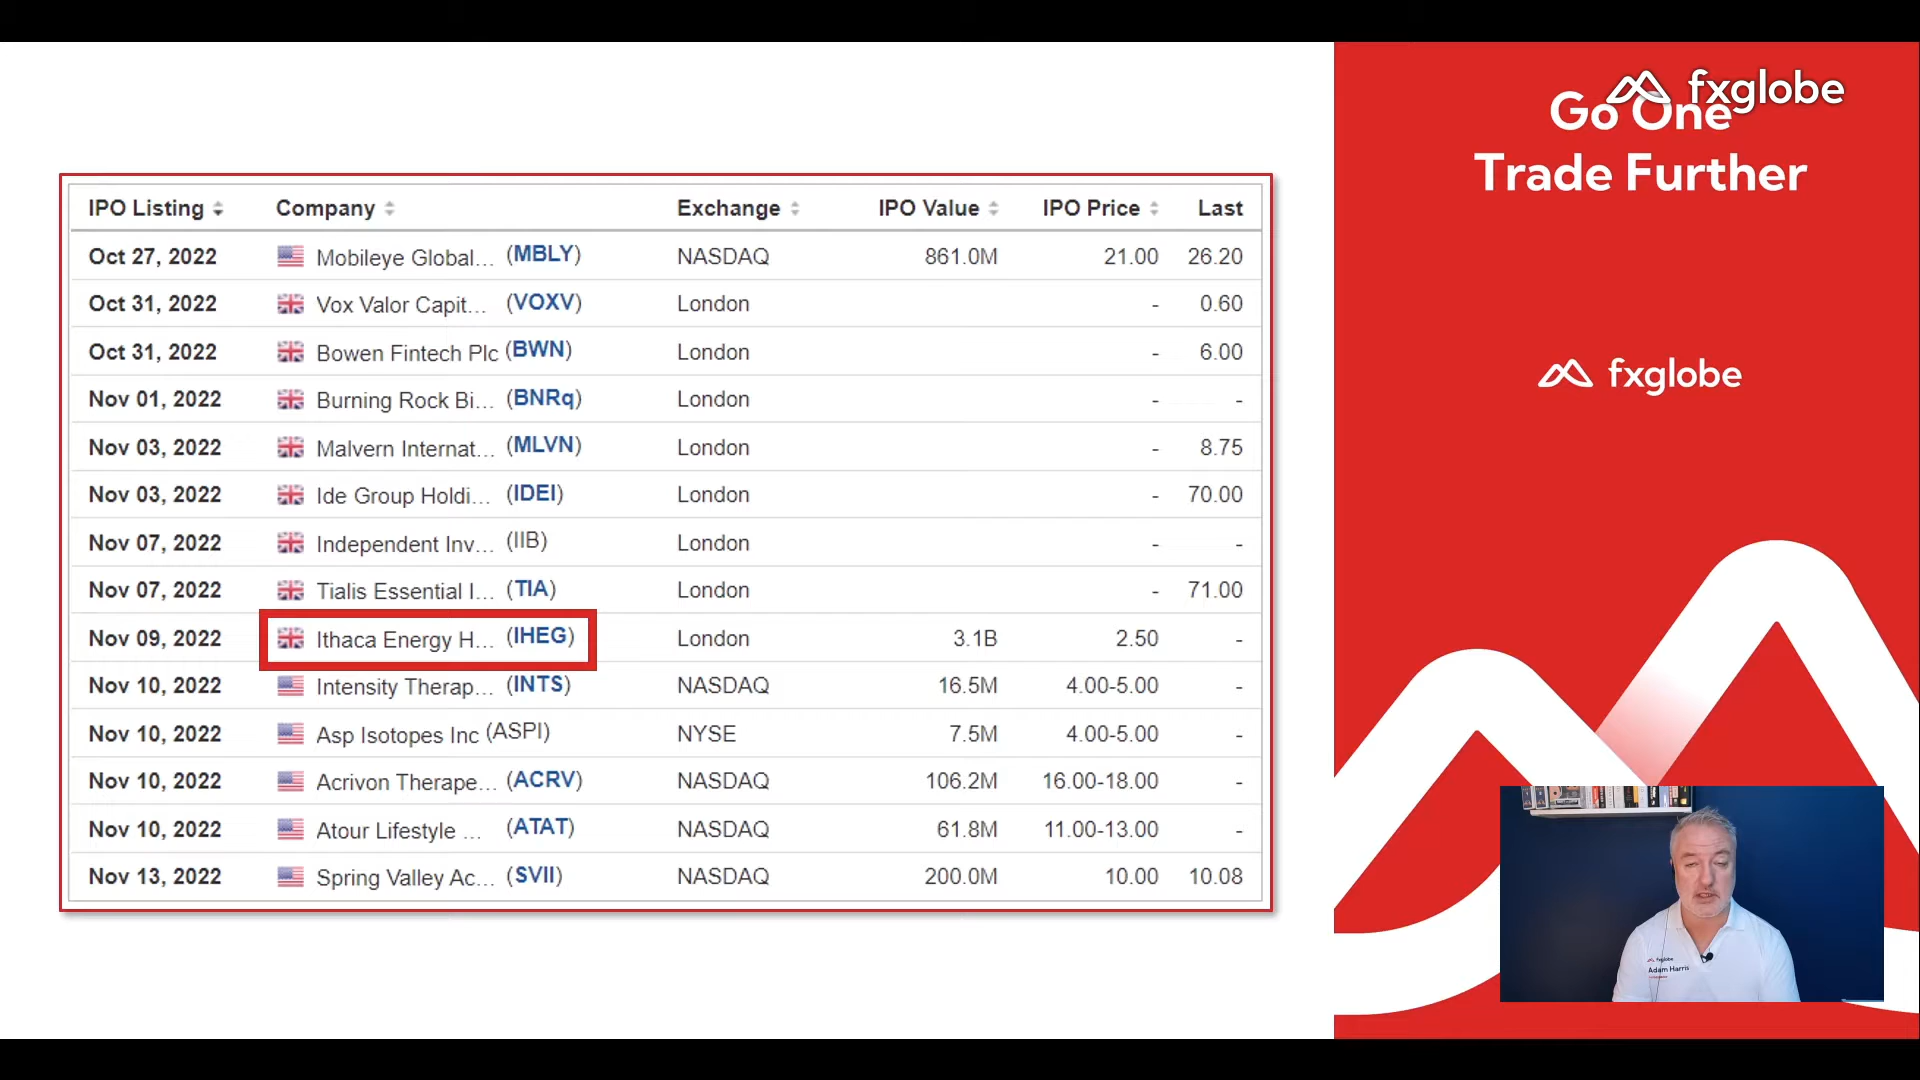 IPO Listing Company Exchange IPO Value IPO Price Last
Oct 27, 2022 Mobileye Global... (MBLY) NASDAQ 861.0M 21.00 26.20
Oct 31, 2022 Vox Valor Capit... (VOXV) London - 0.60
Oct 31, 2022 Bowen Fintech Plc (BWN) London - 6.00
Nov 01, 2022 Burning Rock Bi... (BNRq) London - -
Nov 03, 2022 Malvern Internat... (MLVN) London - 8.75
Nov 03, 2022 Ide Group Holdi... (IDEI) London - 70.00
Nov 07, 2022 Independent Inv... (IIB) London - -
Nov 07, 2022 Tialis Essential I... (TIA) London - 71.00
Nov 09, 2022 Ithaca Energy H... (IHEG) London 3.1B 2.50 -
Nov 10, 2022 Intensity Therap... (INTS) NASDAQ 16.5M 4.00-5.00 -
Nov 10, 2022 Asp Isotopes Inc (ASPI) NYSE 7.5M 4.00-5.00 -
Nov 10, 2022 Acrivon Therape... (ACRV) NASDAQ 106.2M 16.00-18.00 -
Nov 10, 2022 Atour Lifestyle ... (ATAT) NASDAQ 61.8M 11.00-13.00 -
Nov 13, 2022 Spring Valley Ac... (SVII) NASDAQ 200.0M 10.00 10.08
fxglobe
Go One
Trade Further
fxglobe
fxglobe
Adam Harris